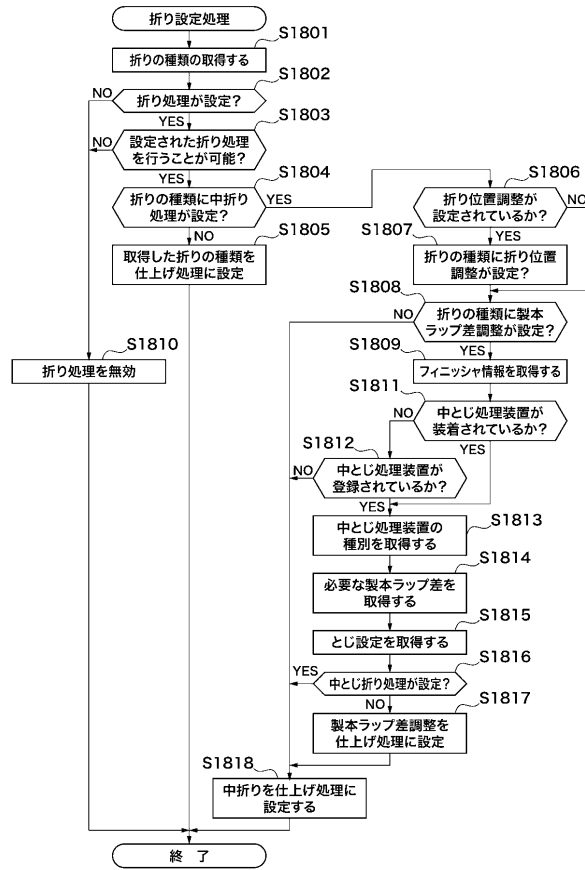 折り設定処理
S1801
折りの種類の取得する
S1802
折り処理が設定?
NO
YES
S1803
設定された折り処理
を行うことが可能?
NO
YES
S1804
折りの種類に中折り
処理が設定?
YES
NO
S1805
取得した折りの種類を
仕上げ処理に設定
S1806
折り位置調整が
設定されているか?
NO
YES
S1807
折りの種類に折り位置
調整が設定?
S1808
折りの種類に製本
ラップ差調整が設定?
NO
YES
S1809
フィニッシャ情報を取得する
S1810
折り処理を無効
S1811
中とじ処理装置が
装着されているか?
NO
YES
S1812
中とじ処理装置が
登録されているか?
NO
YES
S1813
中とじ処理装置の
種別を取得する
S1814
必要な製本ラップ差を
取得する
S1815
とじ設定を取得する
S1816
中とじ折り処理が設定?
YES
NO
S1817
製本ラップ差調整を
仕上げ処理に設定
S1818
中折りを仕上げ処理に
設定する
終 了